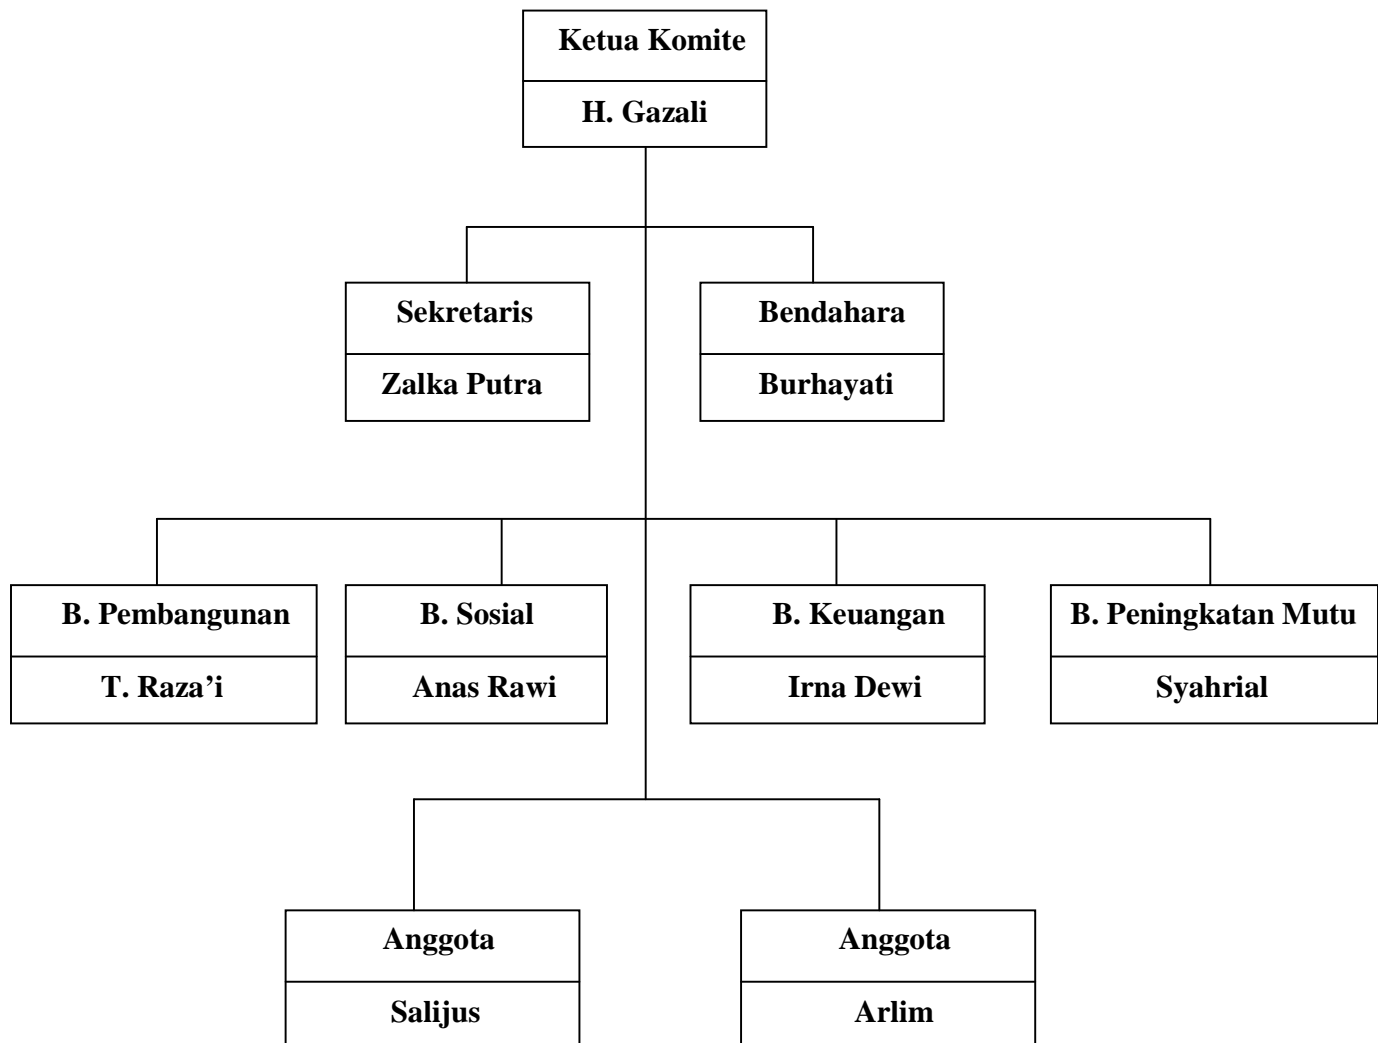 Ketua Komite
H. Gazali
Sekretaris
Zalka Putra
Bendahara
Burhayati
B. Pembangunan
T. Raza’i
B. Sosial
Anas Rawi
B. Keuangan
Irna Dewi
B. Peningkatan Mutu
Syahrial
Anggota
Salijus
Anggota
Arlim